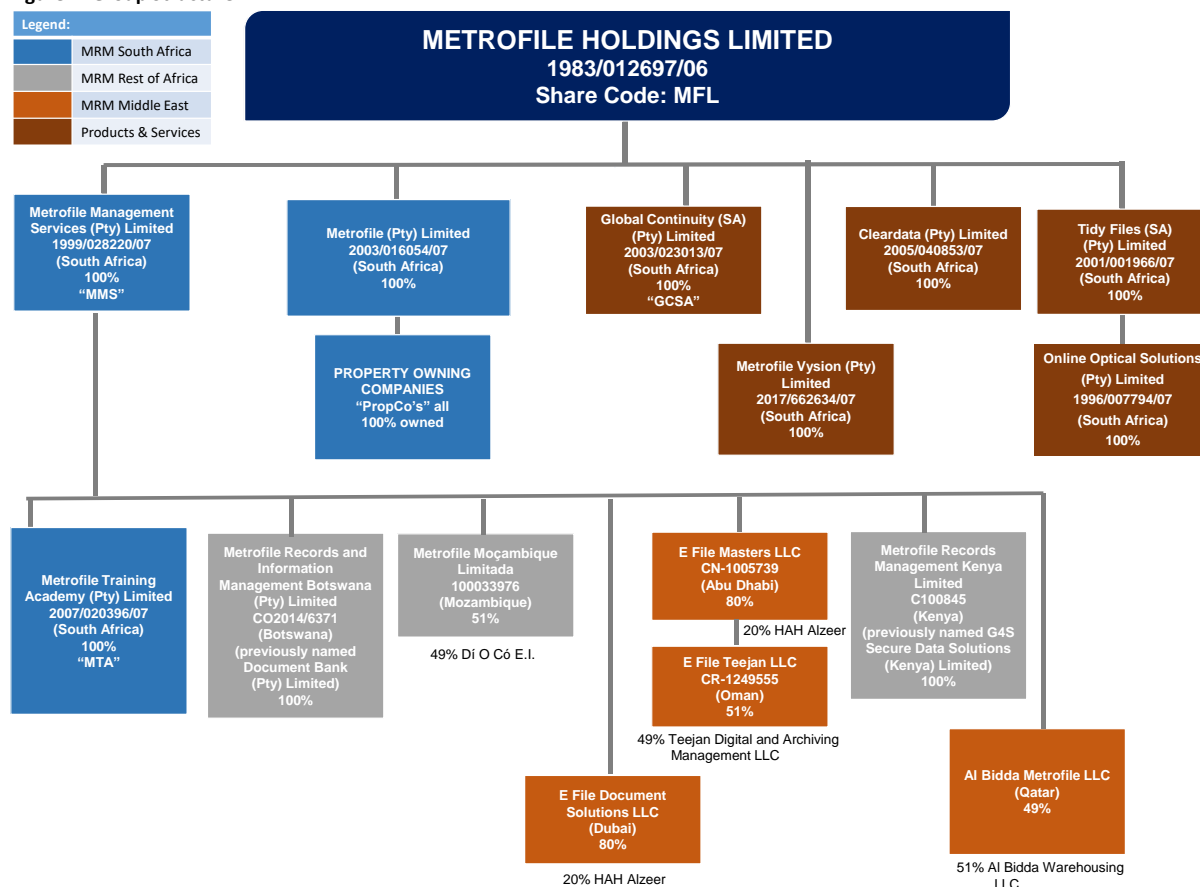 Legend:
MRM South Africa
MRM Rest of Africa
MRM Middle East
Products & Services
METROFILE HOLDINGS LIMITED
1983/012697/06
Share Code: MFL
Metrofile Management
Services (Pty) Limited
1999/028220/07
(South Africa)
100%
“MMS”
Metrofile (Pty) Limited
2003/016054/07
(South Africa)
100%
Global Continuity (SA)
(Pty) Limited
2003/023013/07
(South Africa)
100%
“GCSA”
Cleardata (Pty) Limited
2005/040853/07
(South Africa)
100%
Tidy Files (SA)
(Pty) Limited
2001/001966/07
(South Africa)
100%
PROPERTY OWNING
COMPANIES
“PropCo’s” all
100% owned
Metrofile Vysion (Pty)
Limited
2017/662634/07
(South Africa)
100%
Online Optical Solutions
(Pty) Limited
1996/007794/07
(South Africa)
100%
Metrofile Training
Academy (Pty) Limited
2007/020396/07
(South Africa)
100%
“MTA”
Metrofile Records and
Information
Management Botswana
(Pty) Limited
CO2014/6371
(Botswana)
(previously named
Document Bank
(Pty) Limited)
100%
Metrofile Moçambique
Limitada
100033976
(Mozambique)
51%
49% Dí O Có E.I.
E File Masters LLC
CN-1005739
(Abu Dhabi)
80%
20% HAH Alzeer
E File Teejan LLC
CR-1249555
(Oman)
51%
49% Teejan Digital and Archiving
Management LLC
Metrofile Records
Management Kenya
Limited
C100845
(Kenya)
(previously named G4S
Secure Data Solutions
(Kenya) Limited)
100%
E File Document
Solutions LLC
(Dubai)
80%
20% HAH Alzeer
Al Bidda Metrofile LLC
(Qatar)
49%
51% Al Bidda Warehousing
LLC